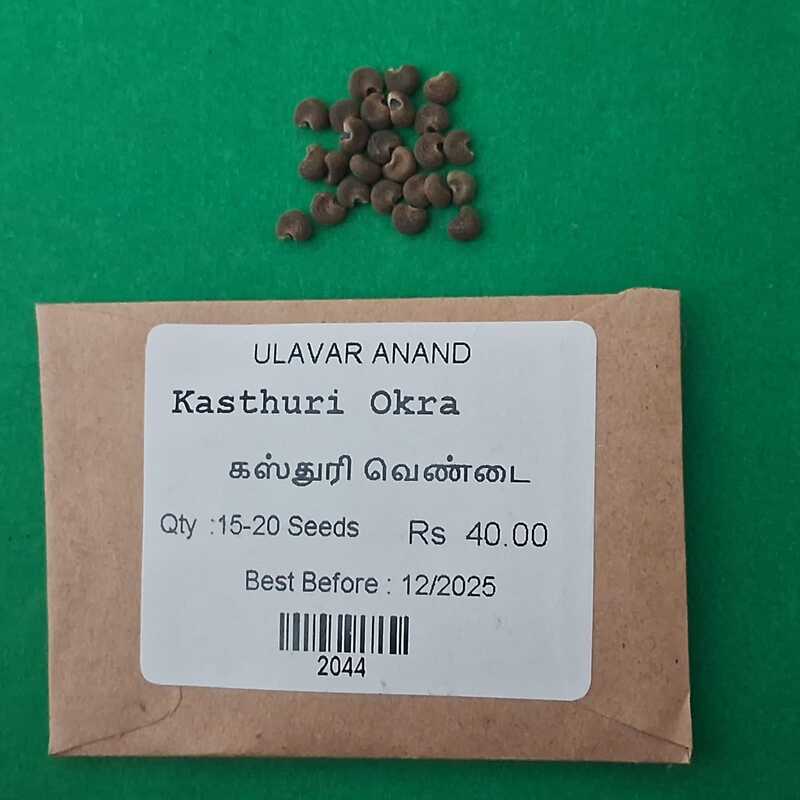 ULAVAR ANAND
Kasthuri Okra
கஸ்துரி வெண்டை
Qty :15-20 Seeds Rs 40.00
Best Before : 12/2025
2044